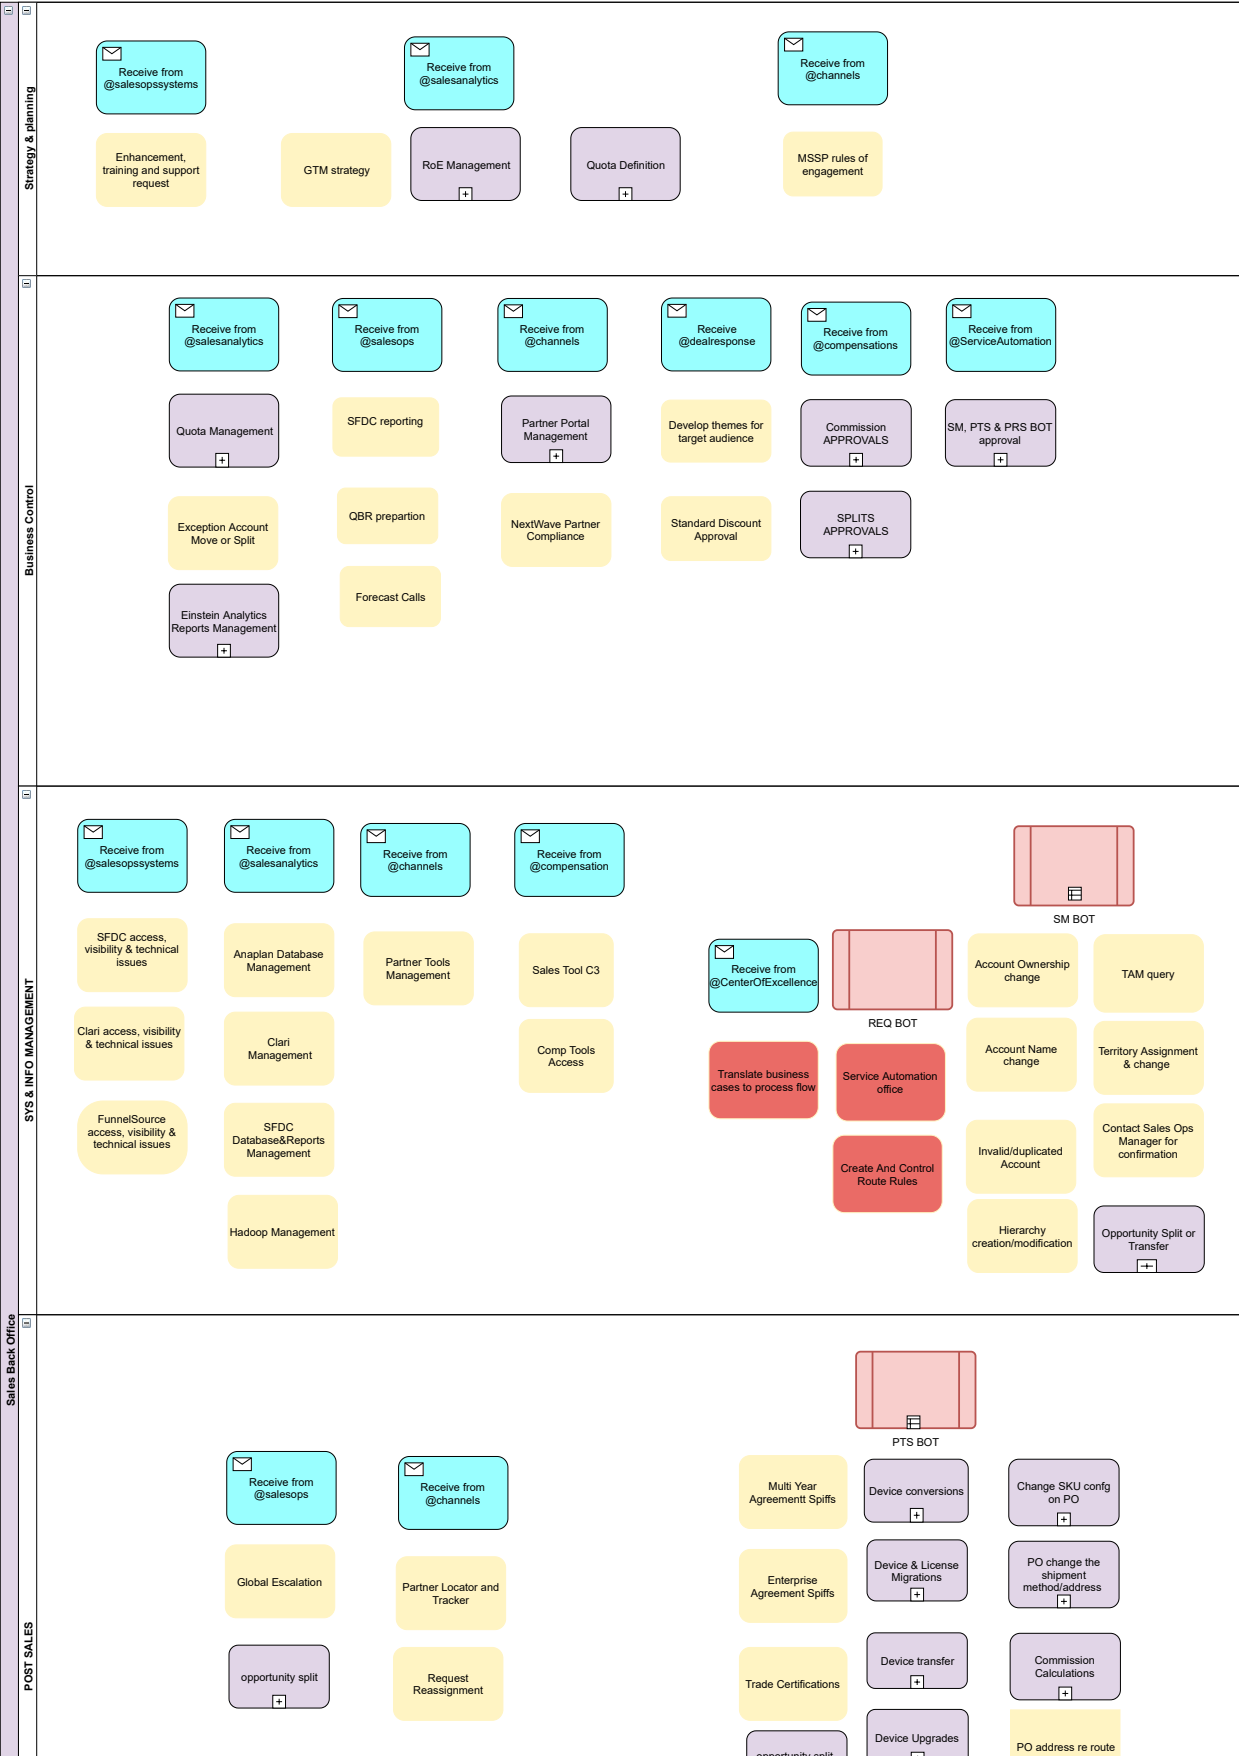 Sales Back Office
Strategy & planning
Receive from
@salesopssystems
Receive from
@salesanalytics
Receive from
@channels
Enhancement,
training and support
request
GTM strategy
RoE Management
Quota Definition
MSSP rules of
engagement
Business Control
Receive from
@salesanalytics
Receive from
@salesops
Receive from
@channels
Receive
@dealresponse
Receive from
@compensations
Receive from
@ServiceAutomation
Quota Management
SFDC reporting
Partner Portal
Management
Develop themes for
target audience
Commission
APPROVALS
SM, PTS & PRS BOT
approval
Exception Account
Move or Split
QBR prepartion
NextWave Partner
Compliance
Standard Discount
Approval
SPLITS
APPROVALS
Einstein Analytics
Reports Management
Forecast Calls
SYS & INFO MANAGEMENT
Receive from
@salesopssystems
Receive from
@salesanalytics
Receive from
@channels
Receive from
@compensation
SM BOT
SFDC access,
visibility & technical
issues
Anaplan Database
Management
Partner Tools
Management
Sales Tool C3
Receive from
@CenterOfExcellence
REQ BOT
Account Ownership
change
TAM query
Clari access, visibility
& technical issues
Clari
Management
Comp Tools
Access
Translate business
cases to process flow
Service Automation
office
Account Name
change
Territory Assignment
& change
FunnelSource
access, visibility &
technical issues
SFDC
Database&Reports
Management
Create And Control
Route Rules
Invalid/duplicated
Account
Contact Sales Ops
Manager for
confirmation
Hadoop Management
Hierarchy
creation/modification
Opportunity Split or
Transfer
POST SALES
PTS BOT
Receive from
@salesops
Receive from
@channels
Multi Year
Agreementt Spiffs
Device conversions
Change SKU confg
on PO
Global Escalation
Partner Locator and
Tracker
Enterprise
Agreement Spiffs
Device & License
Migrations
PO change the
shipment
method/address
opportunity split
Request
Reassignment
Trade Certifications
Device transfer
Commission
Calculations
opportunity split
Device Upgrades
PO address re route